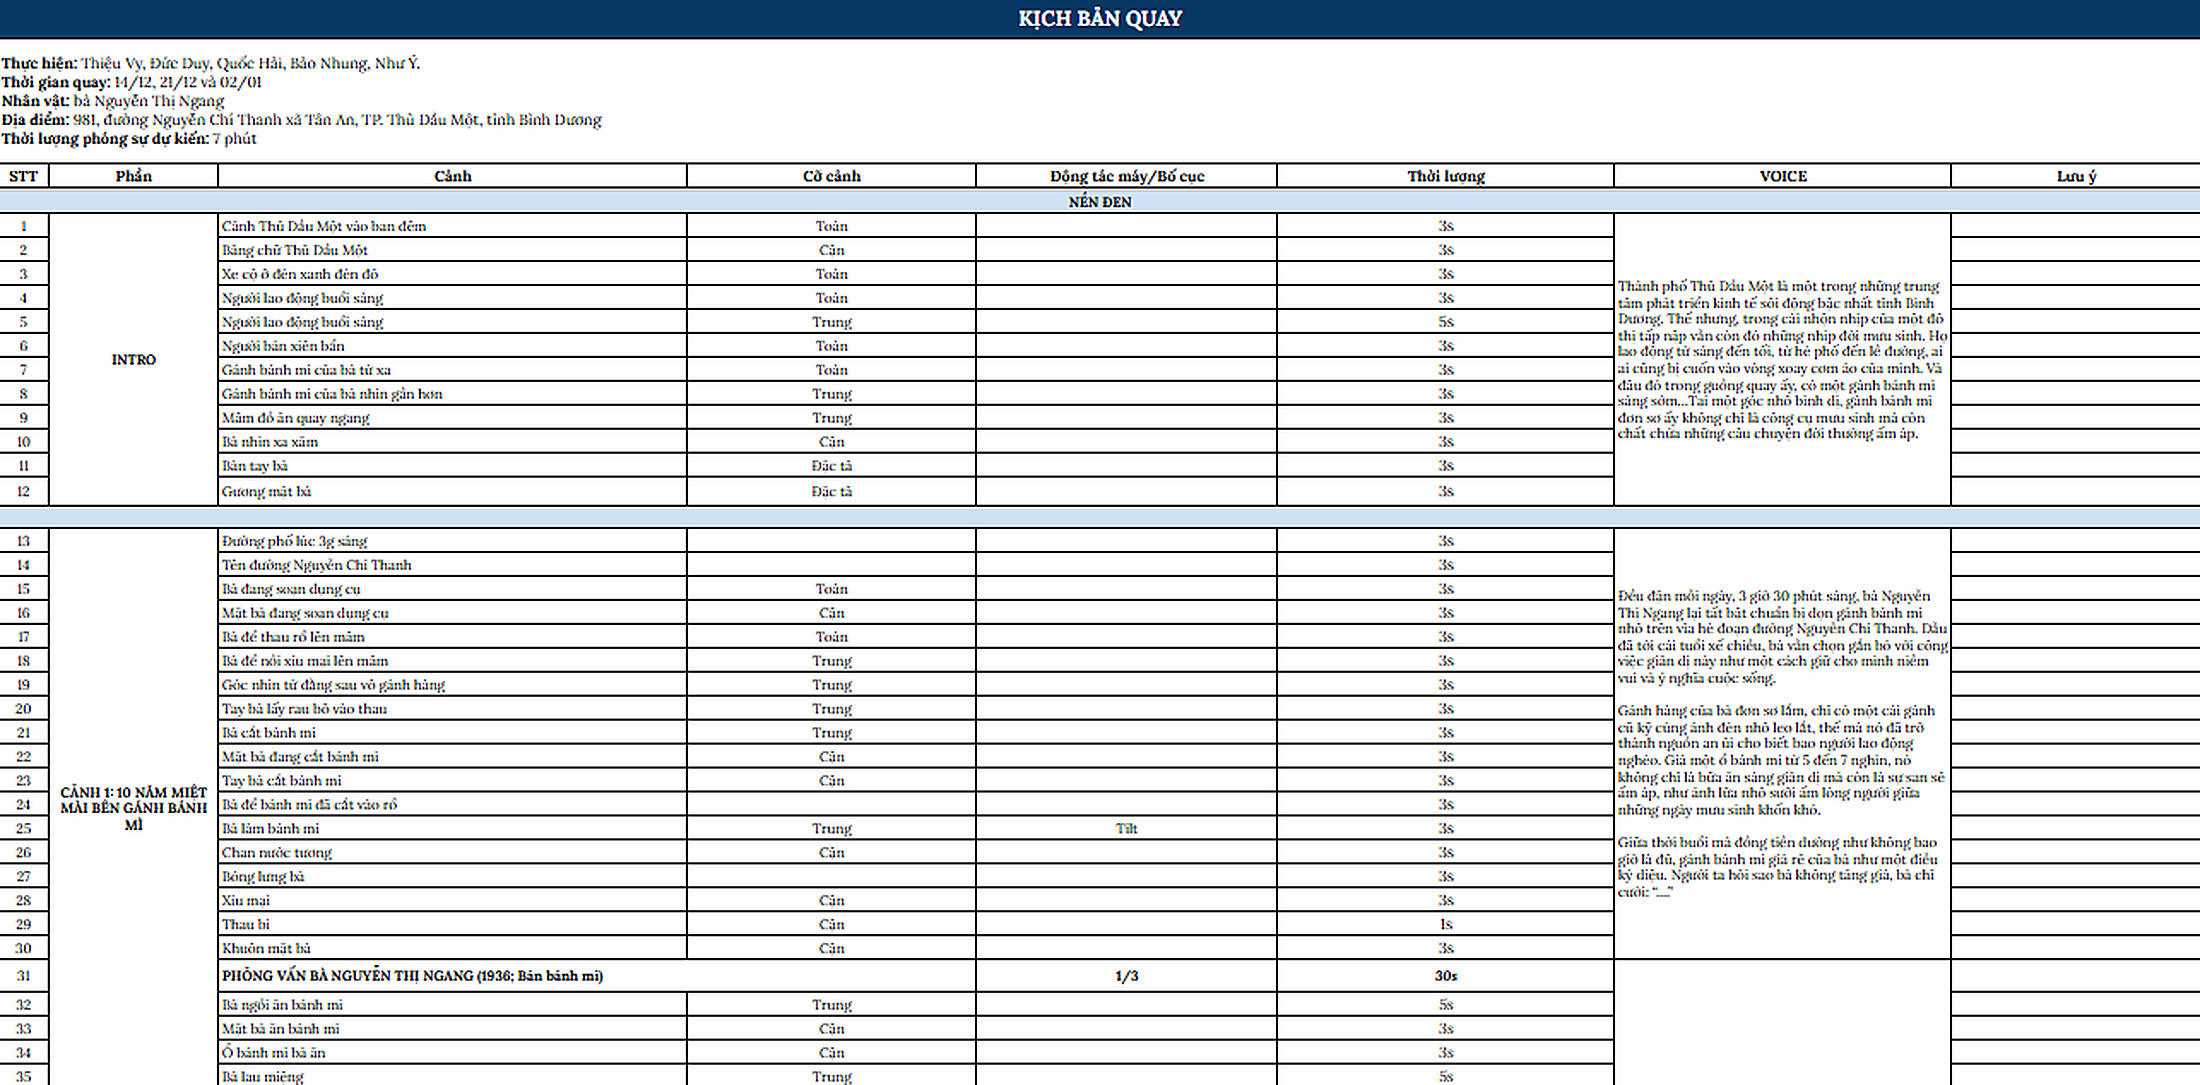 KỊCH BẢN QUAY
Thực hiện: Thiệu Vy, Đức Duy, Quốc Hải, Bảo Nhung, Như Ý.
Thời gian quay: 14/12, 21/12 và 02/01
Nhân vật: bà Nguyễn Thị Ngang
Địa điểm: 981, đường Nguyễn Chí Thanh xã Tân An, TP. Thủ Dầu Một, tỉnh Bình Dương
Thời lượng phóng sự dự kiến: 7 phút
STT Phần Cảnh Cỡ cảnh Động tác máy/Bố cục Thời lượng VOICE Lưu ý
NỀN ĐEN
INTRO
1 Cảnh Thủ Dầu Một vào ban đêm Toàn 3s
2 Bảng chữ Thủ Dầu Một Cận 3s
3 Xe cộ ở đèn xanh đèn đỏ Toàn 3s
4 Người lao động buổi sáng Toàn 3s
5 Người lao động buổi sáng Trung 5s
6 Người bán xiên bẩn Toàn 3s
7 Gánh bánh mì của bà từ xa Toàn 3s
8 Gánh bánh mì của bà nhìn gần hơn Trung 3s
9 Mâm đồ ăn quay ngang Trung 3s
10 Bà nhìn xa xăm Cận 3s
11 Bàn tay bà Đặc tả 3s
12 Gương mặt bà Đặc tả 3s
Thành phố Thủ Dầu Một là một trong những trung
tâm phát triển kinh tế sôi động bậc nhất tỉnh Bình
Dương. Thế nhưng, trong cái nhộn nhịp của một đô
thị tấp nập vẫn còn đó những nhịp đời mưu sinh. Họ
lao động từ sáng đến tối, từ hè phố đến lề đường, ai
ai cũng bị cuốn vào vòng xoay cơm áo của mình. Và
đâu đó trong guồng quay ấy, có một gánh bánh mì
sáng sớm...Tại một góc nhỏ bình dị, gánh bánh mì
đơn sơ ấy không chỉ là công cụ mưu sinh mà còn
chất chứa những câu chuyện đời thường ấm áp.
CẢNH 1: 10 NĂM MIỆT
MÀI BÊN GÁNH BÁNH
MÌ
13 Đường phố lúc 3g sáng 3s
14 Tên đường Nguyễn Chí Thanh 3s
15 Bà đang soạn dụng cụ Toàn 3s
16 Mặt bà đang soạn dụng cụ Cận 3s
17 Bà để thau rổ lên mâm Toàn 3s
18 Bà để nồi xíu mại lên mâm Trung 3s
19 Góc nhìn từ đằng sau vô gánh hàng Trung 3s
20 Tay bà lấy rau bỏ vào thau Trung 3s
21 Bà cắt bánh mì Trung 3s
22 Mặt bà đang cắt bánh mì Cận 3s
23 Tay bà cắt bánh mì Cận 3s
24 Bà để bánh mì đã cắt vào rổ 3s
25 Bà làm bánh mì Trung Tilt 3s
26 Chan nước tương Cận 3s
27 Bóng lưng bà 3s
28 Xíu mại Cận 3s
29 Thau bì Cận 1s
30 Khuôn mặt bà Cận 3s
Đều đặn mỗi ngày, 3 giờ 30 phút sáng, bà Nguyễn
Thị Ngang lại tất bật chuẩn bị dọn gánh bánh mì
nhỏ trên vỉa hè đoạn đường Nguyễn Chí Thanh. Dẫu
đã tới cái tuổi xế chiều, bà vẫn chọn gắn bó với công
việc giản dị này như một cách giữ cho mình niềm
vui và ý nghĩa cuộc sống.
Gánh hàng của bà đơn sơ lắm, chỉ có một cái gánh
cũ kỹ cùng ánh đèn nhỏ leo lắt, thế mà nó đã trở
thành nguồn an ủi cho biết bao người lao động
nghèo. Giá một ổ bánh mì từ 5 đến 7 nghìn, nó
không chỉ là bữa ăn sáng giản dị mà còn là sự san sẻ
ấm áp, như ánh lửa nhỏ sưởi ấm lòng người giữa
những ngày mưu sinh khốn khó.
Giữa thời buổi mà đồng tiền dường như không bao
giờ là đủ, gánh bánh mì giá rẻ của bà như một điều
kỳ diệu. Người ta hỏi sao bà không tăng giá, bà chỉ
cười: “....”
31 PHỎNG VẤN BÀ NGUYỄN THỊ NGANG (1936; Bán bánh mì) 1/3 30s
32 Bà ngồi ăn bánh mì Trung 5s
33 Mặt bà ăn bánh mì Cận 3s
34 Ổ bánh mì bà ăn Cận 3s
35 Bà lau miệng Trung 5s